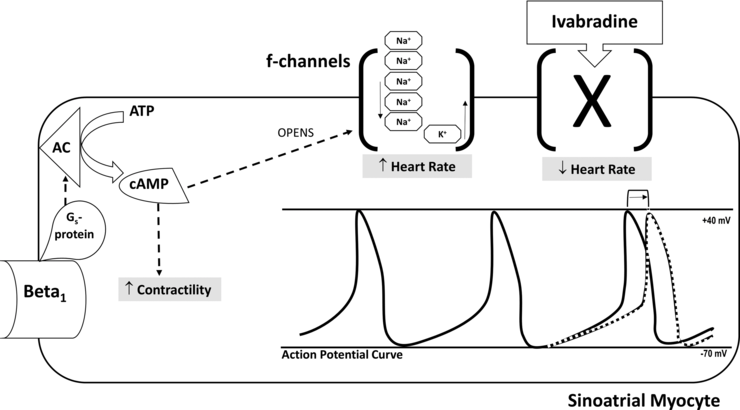 Ivabradine
f-channels
Na⁺
Na⁺
Na⁺
Na⁺
Na⁺
K⁺
X
ATP
AC
OPENS
cAMP
↑ Heart Rate
↓ Heart Rate
Gₛ-
protein
Beta₁
↑ Contractility
+40 mV
-70 mV
Action Potential Curve
Sinoatrial Myocyte